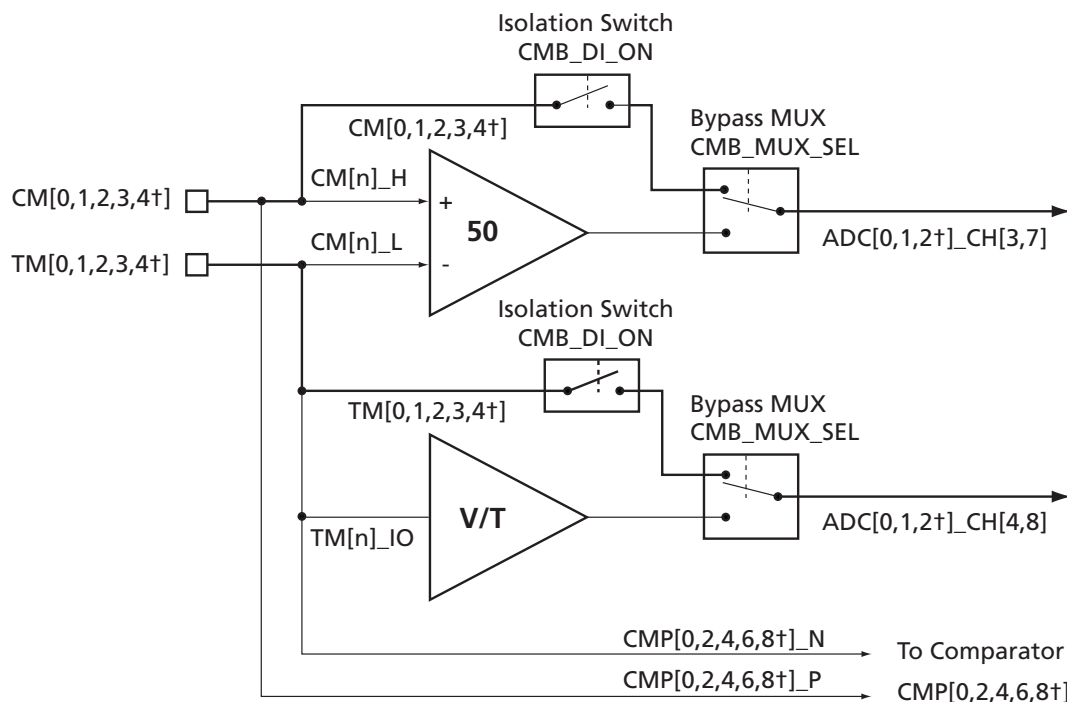 Isolation Switch
CMB_DI_ON
Bypass MUX
CMB_MUX_SEL
CM[0,1,2,3,4†]
CM[n]_H
CM[0,1,2,3,4†]
+
50
ADC[0,1,2†]_CH[3,7]
CM[n]_L
TM[0,1,2,3,4†]
-
Isolation Switch
CMB_DI_ON
Bypass MUX
CMB_MUX_SEL
TM[0,1,2,3,4†]
V/T
ADC[0,1,2†]_CH[4,8]
TM[n]_IO
CMP[0,2,4,6,8†]_N
To Comparator
CMP[0,2,4,6,8†]_P
CMP[0,2,4,6,8†]